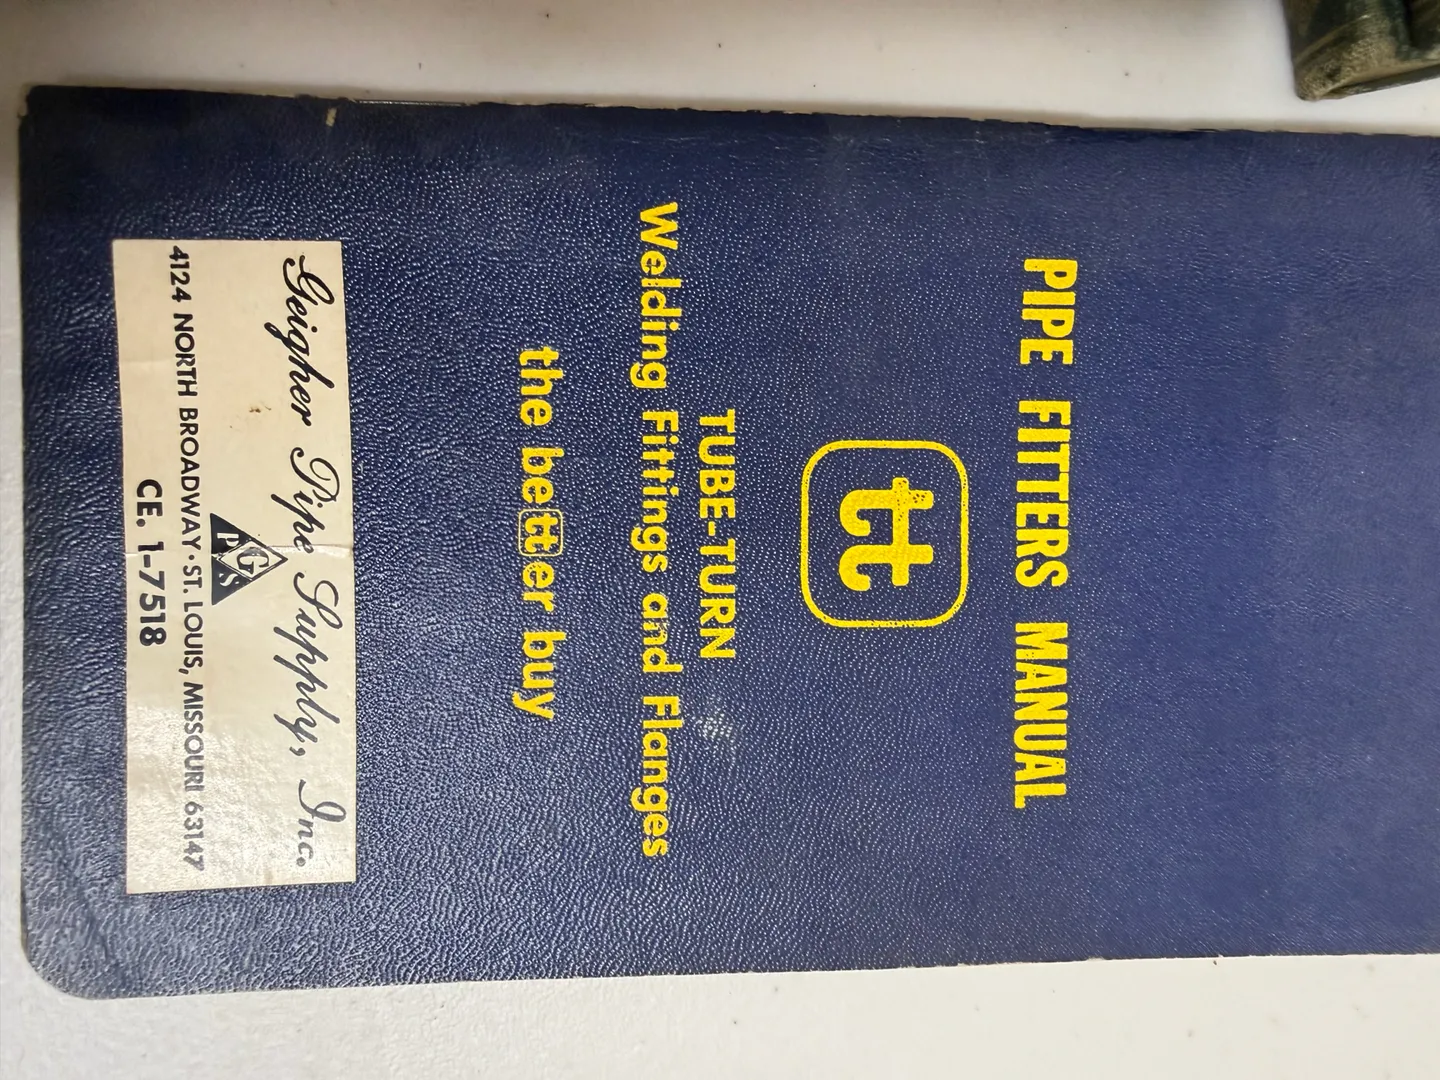 PIPE FITTERS MANUAL
tt
TUBE-TURN
Welding Fittings and Flanges
the better buy
Geigher Pipe Supply, Inc.
PGS
4124 NORTH BROADWAY · ST. LOUIS, MISSOURI 63147
CE. 1-7518